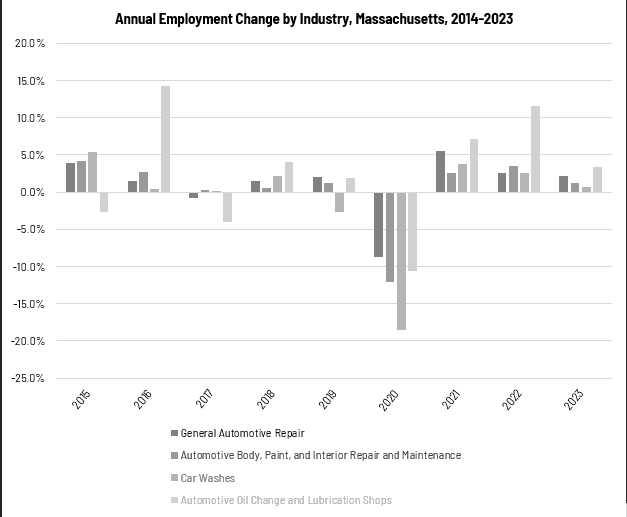 Annual Employment Change by Industry, Massachusetts, 2014-2023
20.0%
15.0%
10.0%
5.0%
0.0%
-5.0%
-10.0%
-15.0%
-20.0%
-25.0%
2015 2016 2017 2018 2019 2020 2021 2022 2023
General Automotive Repair
Automotive Body, Paint, and Interior Repair and Maintenance
Car Washes
Automotive Oil Change and Lubrication Shops